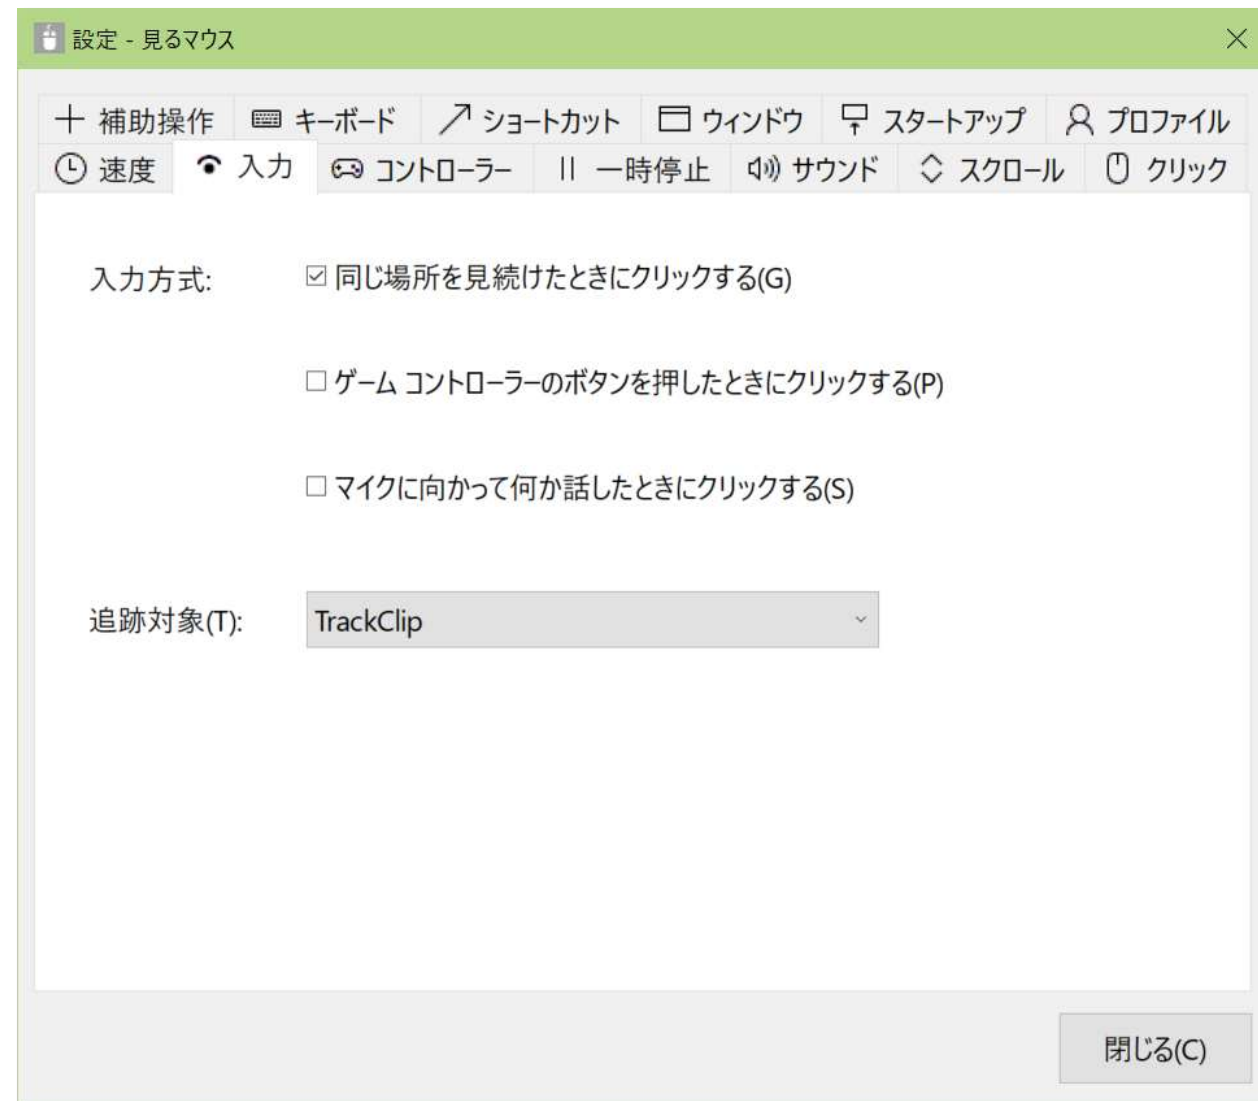 設定 - 見るマウス
補助操作 キーボード ショートカット ウィンドウ スタートアップ プロファイル
速度 入力 コントローラー 一時停止 サウンド スクロール クリック
入力方式: 同じ場所を見続けたときにクリックする(G)
ゲーム コントローラーのボタンを押したときにクリックする(P)
マイクに向かって何か話したときにクリックする(S)
追跡対象(T): TrackClip
閉じる(C)